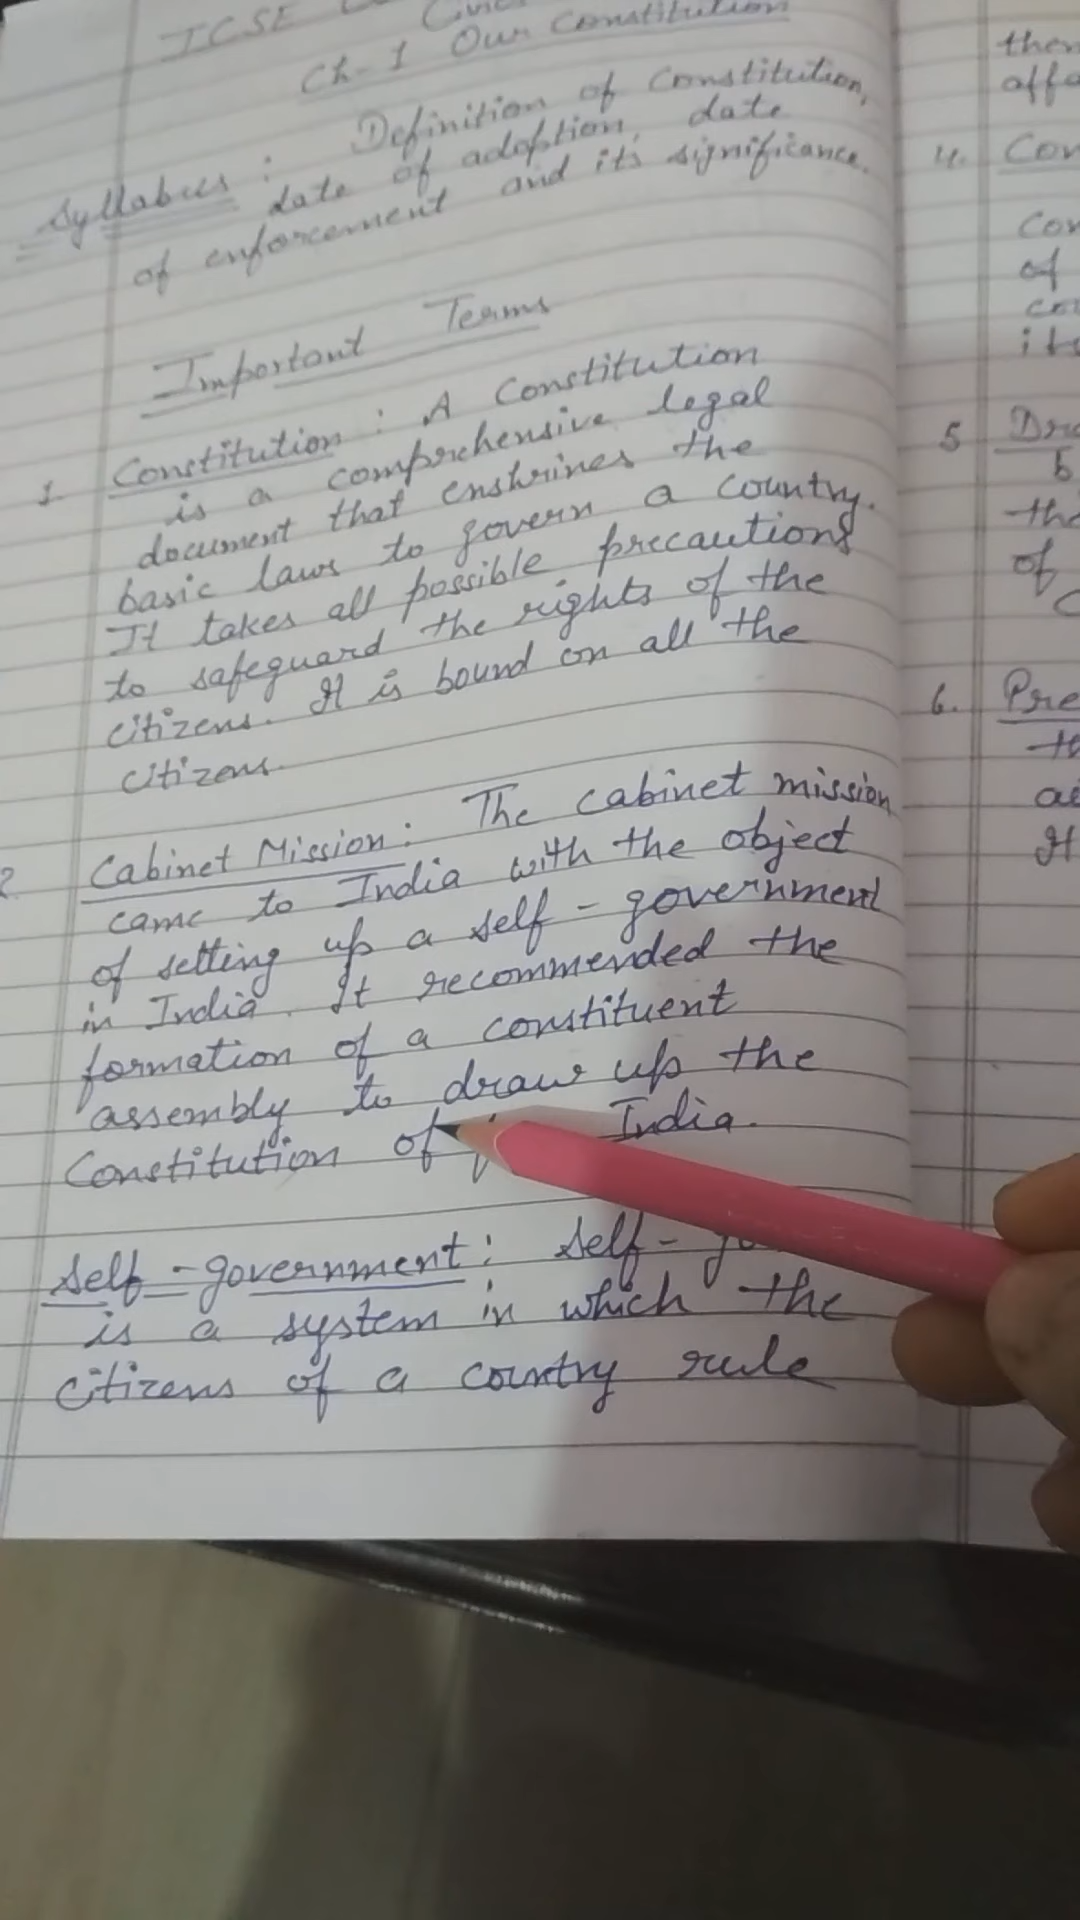 ICSE
Civics
Ch-1 Our Constitution
Syllabus : Definition of Constitution,
date of adoption, date
of enforcement and its significance.
Important Terms
1. Constitution : A Constitution
is a comprehensive legal
document that enshrines the
basic laws to govern a country.
It takes all possible precautions
to safeguard the rights of the
citizens. It is bound on all the
citizens.
2. Cabinet Mission : The cabinet mission
came to India with the object
of setting up a self-government
in India. It recommended the
formation of a constituent
assembly to draw up the
Constitution of India.
Self-government : Self-
is a system in which the
citizens of a country rule
4.
of
5
of
6.